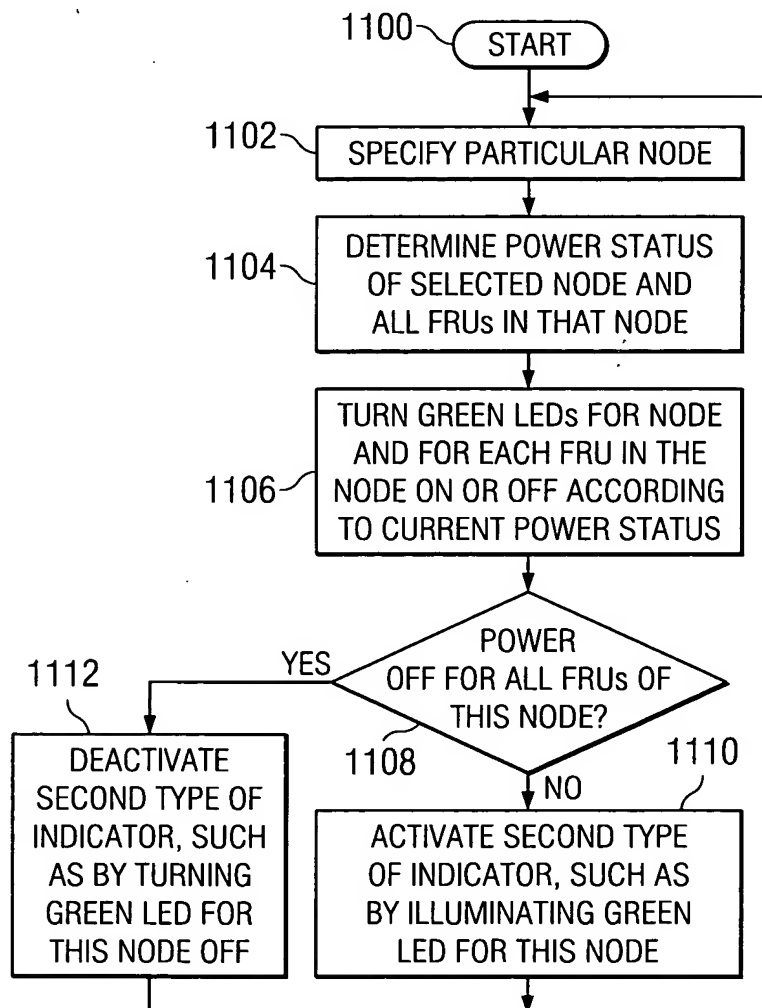 1100
START
1102
SPECIFY PARTICULAR NODE
1104
DETERMINE POWER STATUS
OF SELECTED NODE AND
ALL FRUs IN THAT NODE
1106
TURN GREEN LEDs FOR NODE
AND FOR EACH FRU IN THE
NODE ON OR OFF ACCORDING
TO CURRENT POWER STATUS
POWER
OFF FOR ALL FRUs OF
THIS NODE?
1108
YES
NO
1112
DEACTIVATE
SECOND TYPE OF
INDICATOR, SUCH
AS BY TURNING
GREEN LED FOR
THIS NODE OFF
1110
ACTIVATE SECOND TYPE
OF INDICATOR, SUCH AS
BY ILLUMINATING GREEN
LED FOR THIS NODE